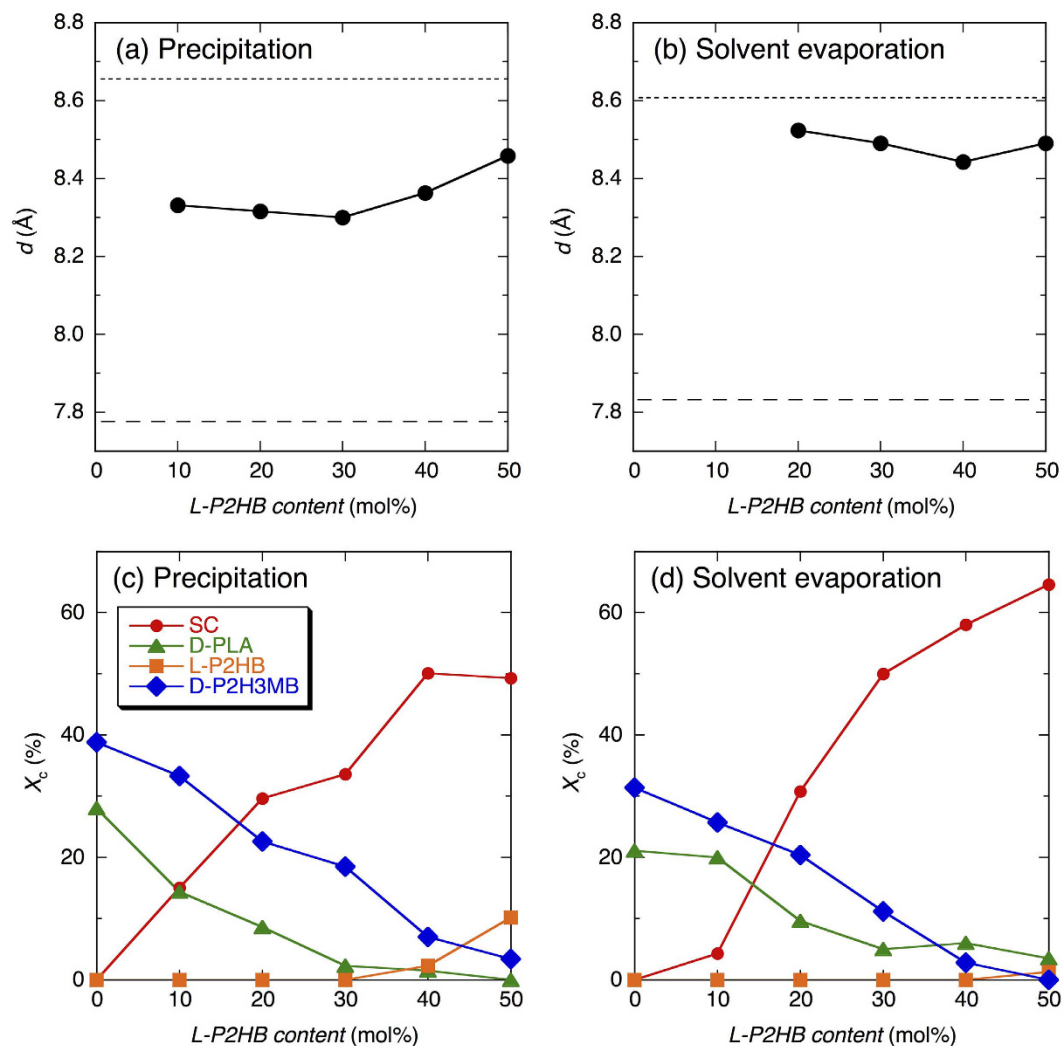 (a) Precipitation
8.8
8.6
8.4
8.2
8.0
7.8
d (Å)
0 10 20 30 40 50
L-P2HB content (mol%)
(b) Solvent evaporation
8.8
8.6
8.4
8.2
8.0
7.8
d (Å)
0 10 20 30 40 50
L-P2HB content (mol%)
(c) Precipitation
SC
D-PLA
L-P2HB
D-P2H3MB
60
40
20
0
Xc (%)
0 10 20 30 40 50
L-P2HB content (mol%)
(d) Solvent evaporation
60
40
20
0
Xc (%)
0 10 20 30 40 50
L-P2HB content (mol%)